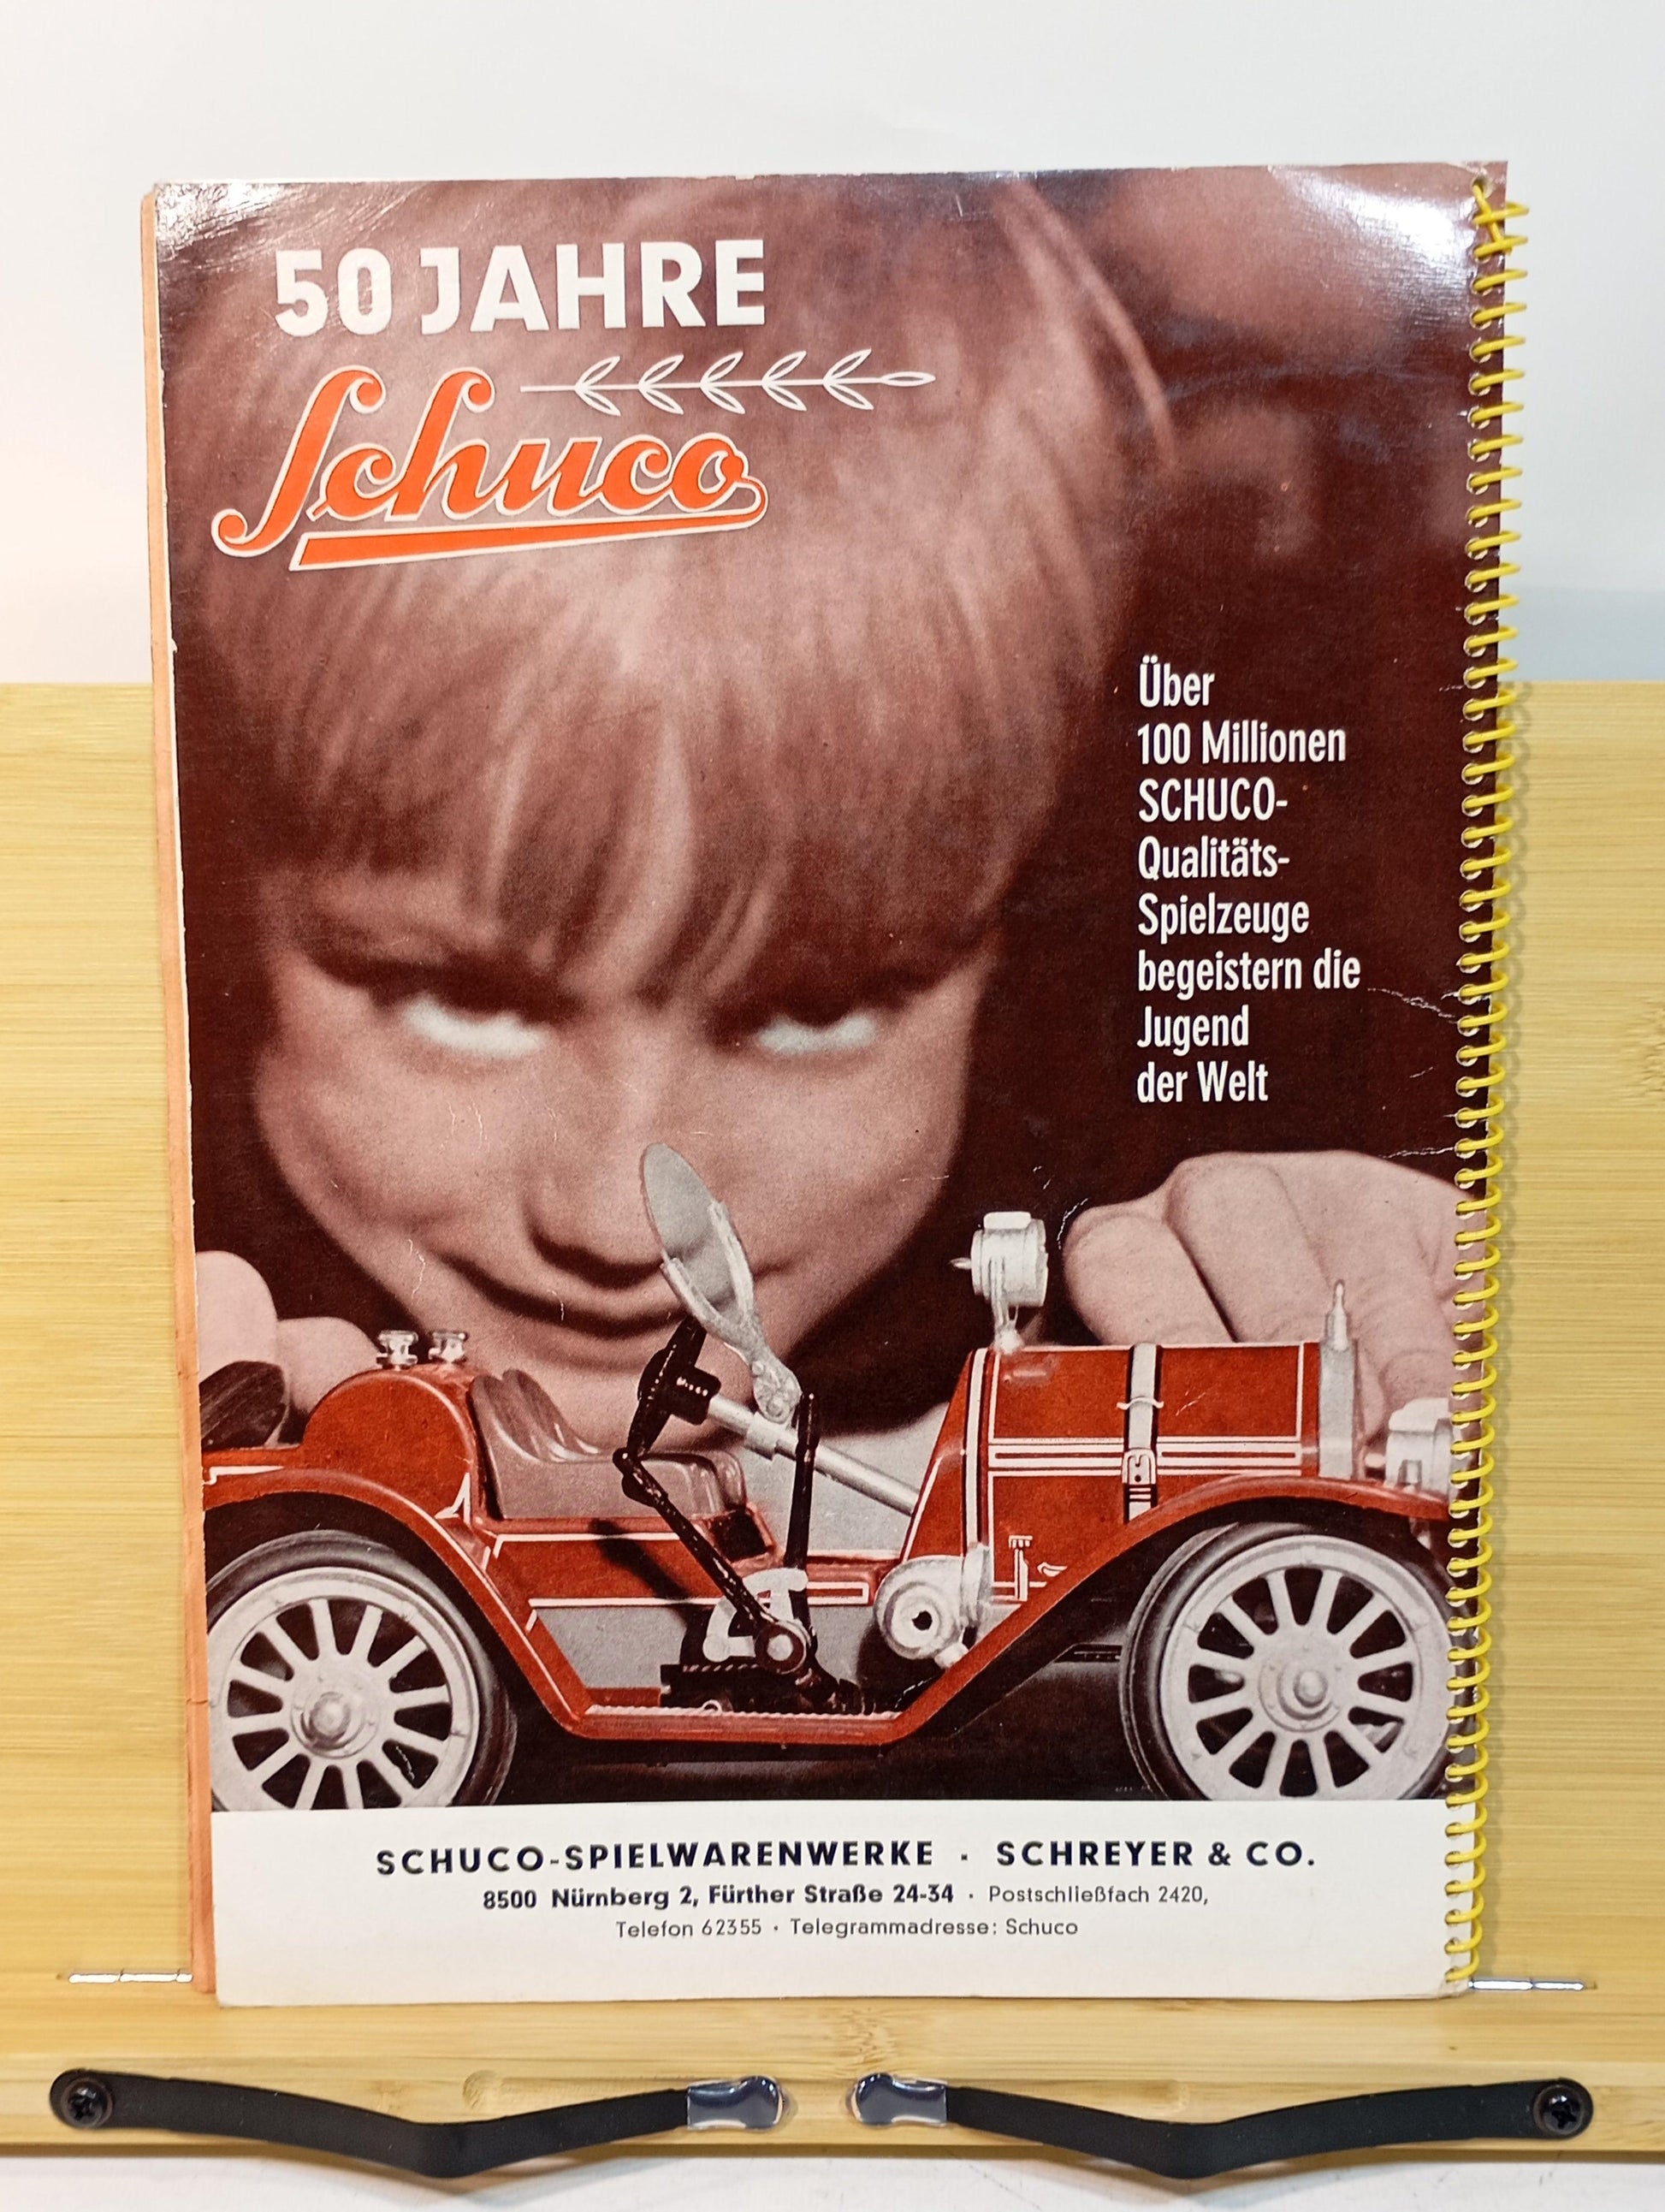 50 JAHRE
Schuco
Über
100 Millionen
SCHUCO-
Qualitäts-
Spielzeuge
begeistern die
Jugend
der Welt
SCHUCO-SPIELWARENWERKE · SCHREYER & CO.
8500 Nürnberg 2, Fürther Straße 24-34 · Postschließfach 2420,
Telefon 62355 · Telegrammadresse: Schuco